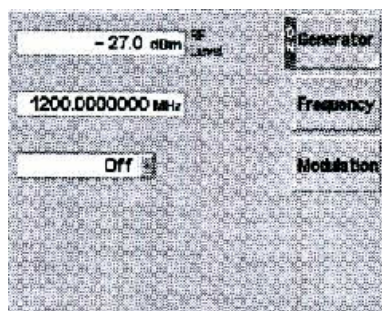 - 27.0 dBm RF Level
ON Generator
1200.0000000 MHz
Frequency
Off
Modulation